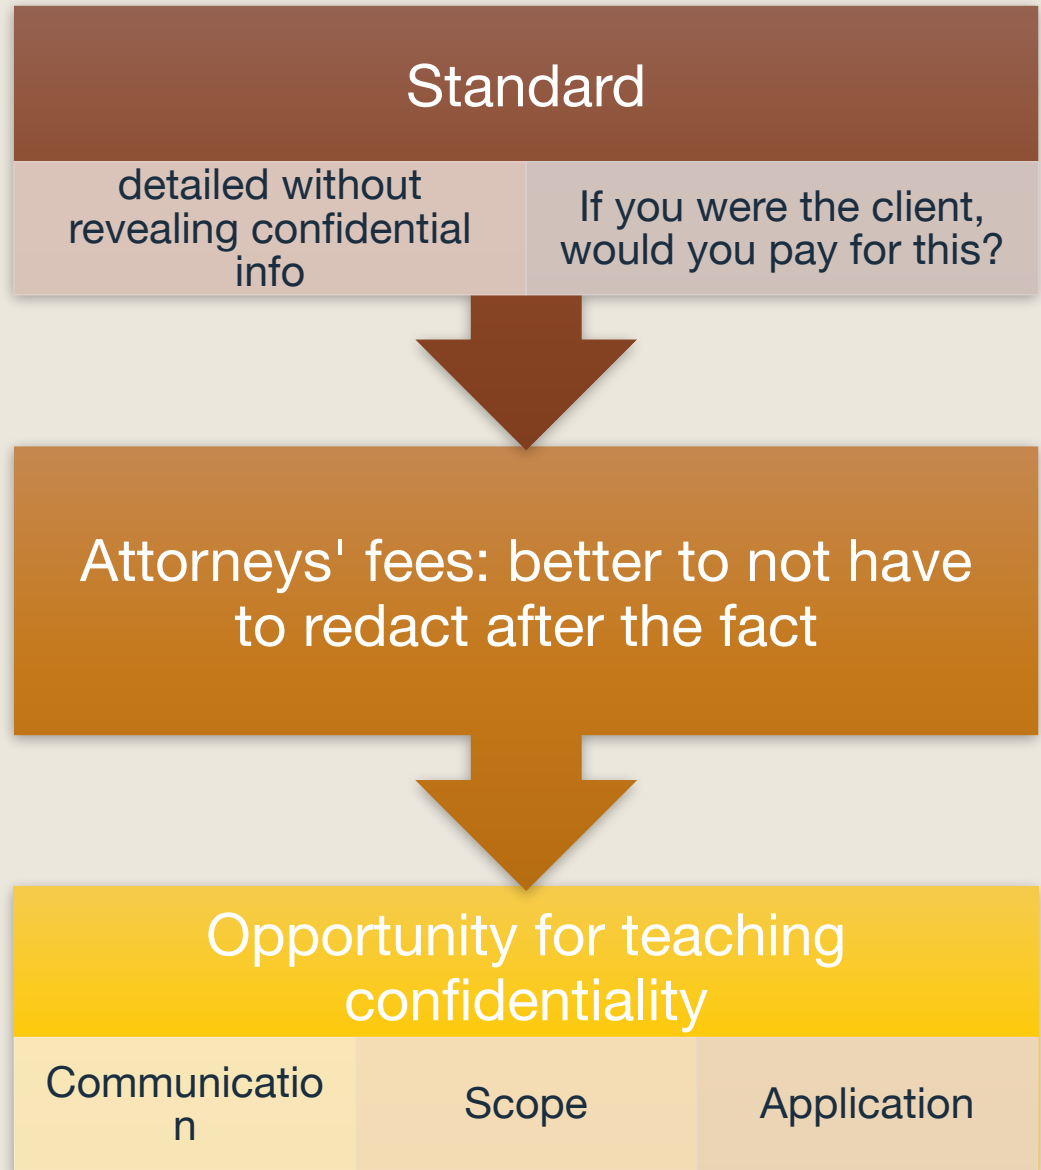 Standard
detailed without
revealing confidential
info
If you were the client,
would you pay for this?
Attorneys' fees: better to not have
to redact after the fact
Opportunity for teaching
confidentiality
Communicatio
n
Scope
Application